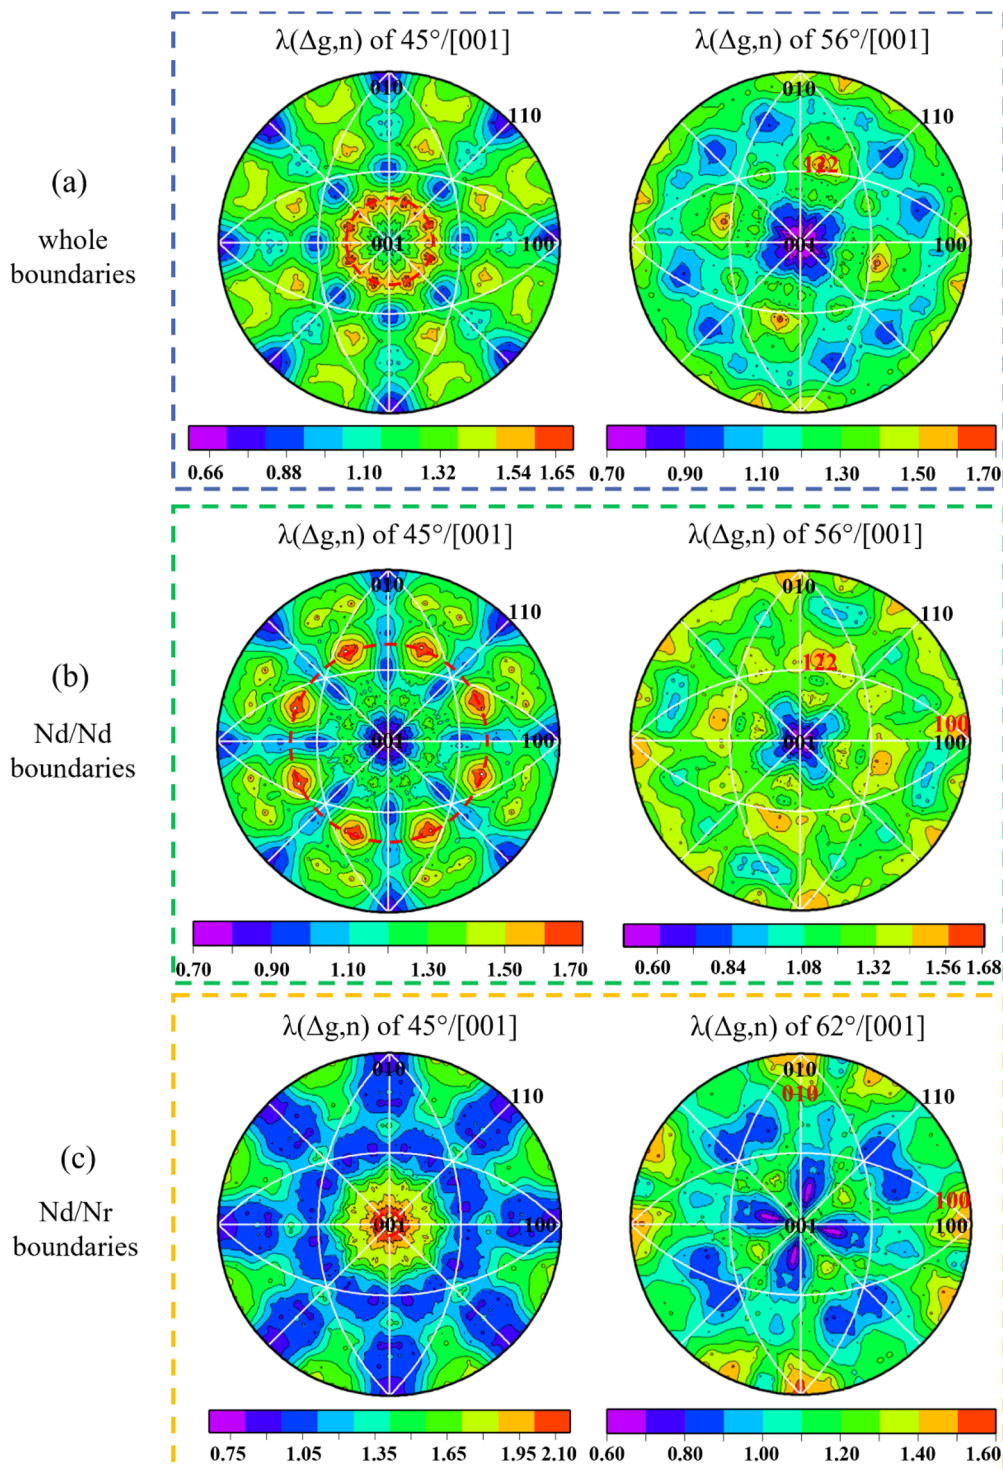 λ(Δg,n) of 45°/[001]
λ(Δg,n) of 56°/[001]
(a)
whole
boundaries
010
110
001
100
010
110
122
001
100
0.66 0.88 1.10 1.32 1.54 1.65
0.70 0.90 1.10 1.30 1.50 1.70
λ(Δg,n) of 45°/[001]
λ(Δg,n) of 56°/[001]
(b)
Nd/Nd
boundaries
010
110
001
100
010
110
122
100
001
100
0.70 0.90 1.10 1.30 1.50 1.70
0.60 0.84 1.08 1.32 1.56 1.68
λ(Δg,n) of 45°/[001]
λ(Δg,n) of 62°/[001]
(c)
Nd/Nr
boundaries
010
110
001
100
010
010
110
100
001
100
0.75 1.05 1.35 1.65 1.95 2.10
0.60 0.80 1.00 1.20 1.40 1.60